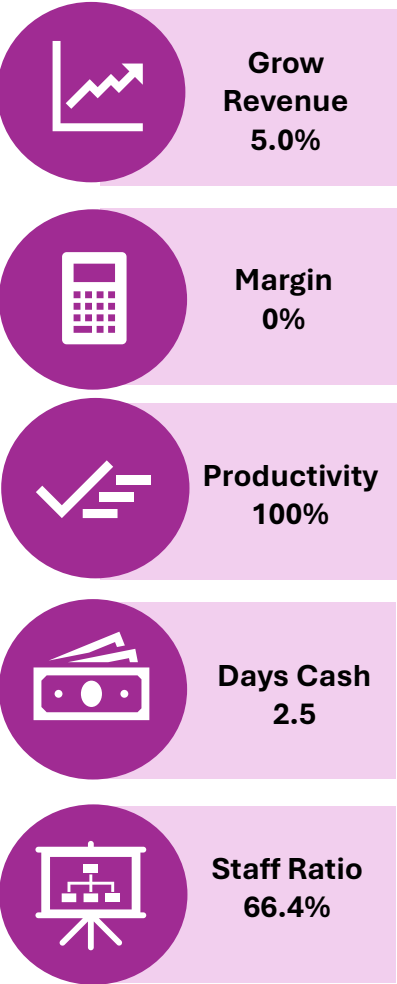 Grow
Revenue
5.0%
Margin
0%
Productivity
100%
Days Cash
2.5
Staff Ratio
66.4%